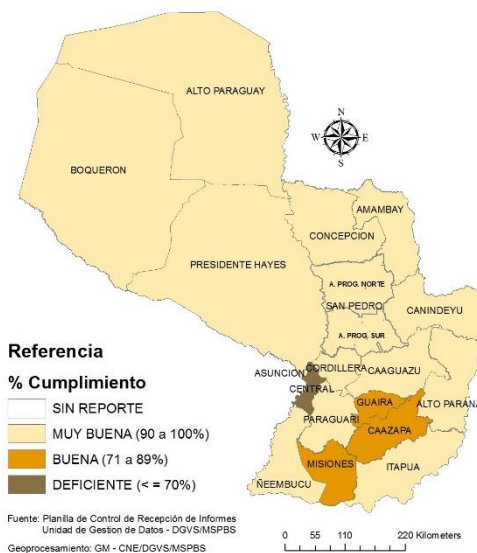 ALTO PARAGUAY
N
W
E
S
BOQUERON
AMAMBAY
CONCEPCION
PRESIDENTE HAYES
A. PROG. NORTE
SAN PEDRO
CANINDEYU
A. PROG. SUR
ASUNCION
CORDILLERA
CAAGUAZU
CENTRAL
GUAIRA
ALTO PARANA
PARAGUARI
CAAZAPA
MISIONES
ITAPUA
ÑEEMBUCU
Referencia
% Cumplimiento
SIN REPORTE
MUY BUENA (90 a 100%)
BUENA (71 a 89%)
DEFICIENTE (< = 70%)
Fuente: Planilla de Control de Recepción de Informes
Unidad de Gestion de Datos - DGVS/MSPBS
Geoprocesamiento: GM - CNE/DGVS/MSPBS
0 55 110 220 Kilometers